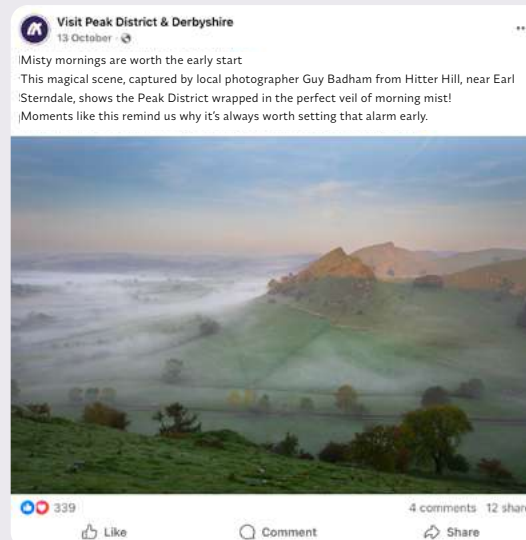 Visit Peak District & Derbyshire
13 October ·
Misty mornings are worth the early start
This magical scene, captured by local photographer Guy Badham from Hitter Hill, near Earl
Sterndale, shows the Peak District wrapped in the perfect veil of morning mist!
Moments like this remind us why it's always worth setting that alarm early.
339
4 comments 12 shar
Like
Comment
Share